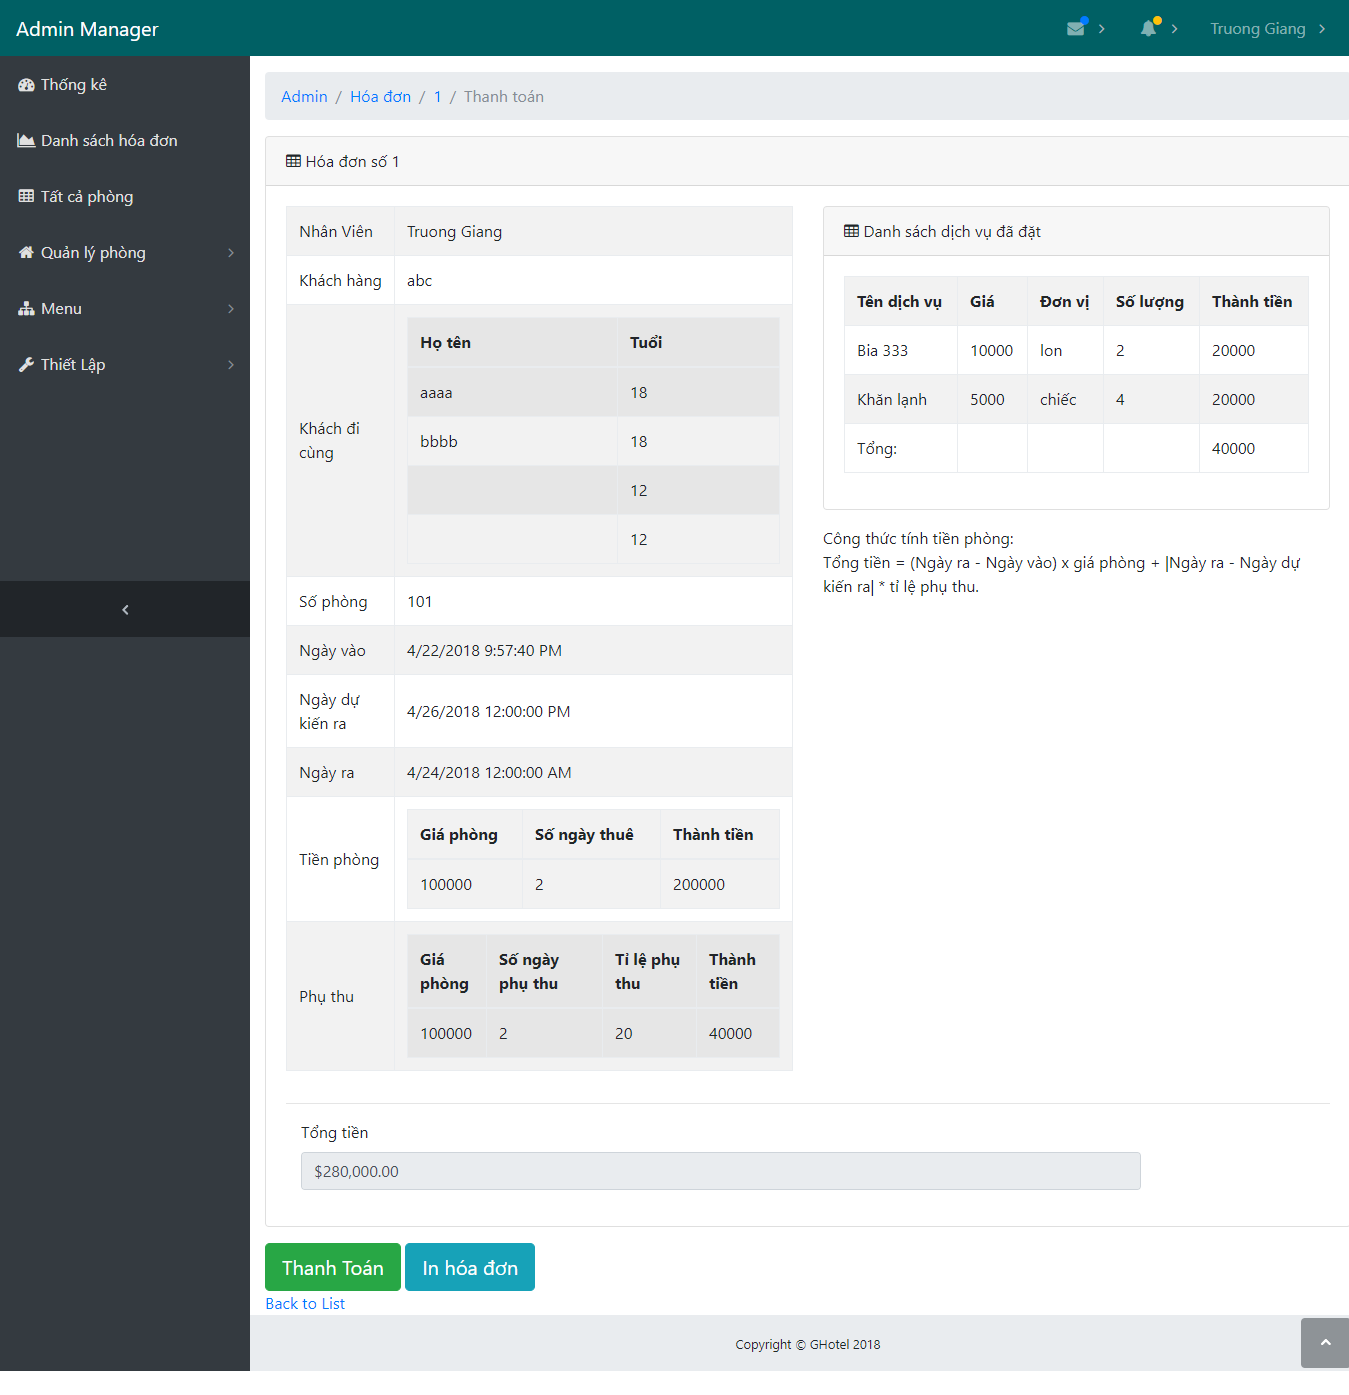 Admin Manager
Truong Giang
Thống kê
Danh sách hóa đơn
Tất cả phòng
Quản lý phòng
Menu
Thiết Lập
Admin / Hóa đơn / 1 / Thanh toán
Hóa đơn số 1
Nhân Viên Truong Giang
Khách hàng abc
Khách đi
cùng
Họ tên Tuổi
aaaa 18
bbbb 18
12
12
Số phòng 101
Ngày vào 4/22/2018 9:57:40 PM
Ngày dự
kiến ra
4/26/2018 12:00:00 PM
Ngày ra 4/24/2018 12:00:00 AM
Tiền phòng
Giá phòng Số ngày thuê Thành tiền
100000 2 200000
Phụ thu
Giá
phòng
Số ngày
phụ thu
Tỉ lệ phụ
thu
Thành
tiền
100000 2 20 40000
Danh sách dịch vụ đã đặt
Tên dịch vụ Giá Đơn vị Số lượng Thành tiền
Bia 333 10000 lon 2 20000
Khăn lạnh 5000 chiếc 4 20000
Tổng: 40000
Công thức tính tiền phòng:
Tổng tiền = (Ngày ra - Ngày vào) x giá phòng + |Ngày ra - Ngày dự
kiến ra| * tỉ lệ phụ thu.
Tổng tiền
$280,000.00
Thanh Toán In hóa đơn
Back to List
Copyright © GHotel 2018